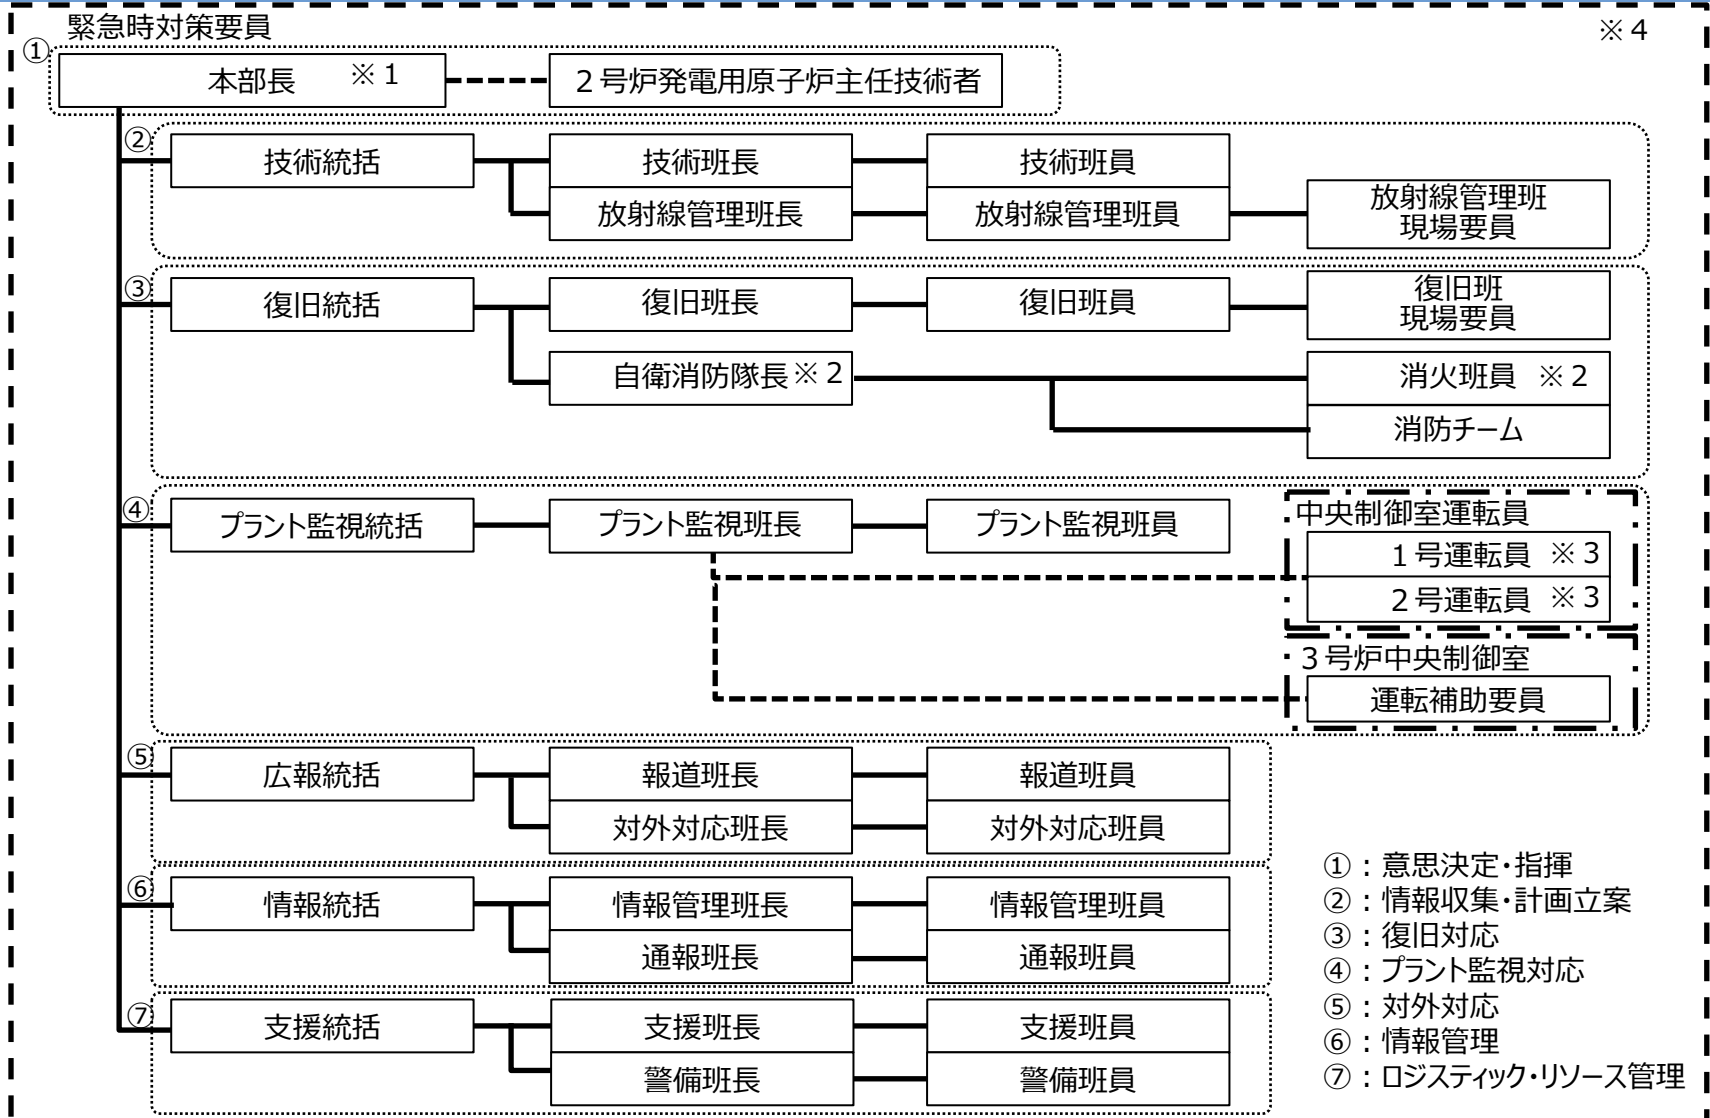 緊急時対策要員
※４
①
本部長 ※１
２号炉発電用原子炉主任技術者
②
技術統括
技術班長
技術班員
放射線管理班長
放射線管理班員
放射線管理班
現場要員
③
復旧統括
復旧班長
復旧班員
復旧班
現場要員
自衛消防隊長※２
消火班員 ※２
消防チーム
④
プラント監視統括
プラント監視班長
プラント監視班員
中央制御室運転員
１号運転員 ※３
２号運転員 ※３
３号炉中央制御室
運転補助要員
⑤
広報統括
報道班長
報道班員
対外対応班長
対外対応班員
⑥
情報統括
情報管理班長
情報管理班員
通報班長
通報班員
⑦
支援統括
支援班長
支援班員
警備班長
警備班員
①：意思決定・指揮
②：情報収集・計画立案
③：復旧対応
④：プラント監視対応
⑤：対外対応
⑥：情報管理
⑦：ロジスティック・リソース管理